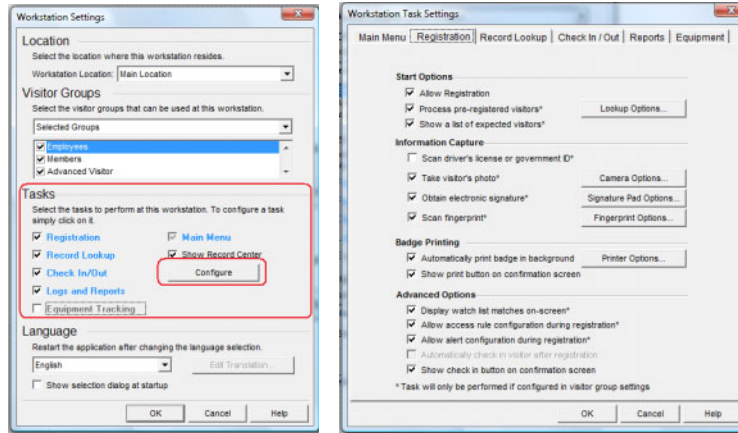 Workstation Settings
Location
Select the location where this workstation resides.
Workstation Location: Main Location
Visitor Groups
Select the visitor groups that can be used at this workstation.
Selected Groups
Employees
Members
Advanced Visitor
Tasks
Select the tasks to perform at this workstation. To configure a task
simply click on it.
Registration Main Menu
Record Lookup Show Record Center
Check In/Out Configure
Logs and Reports
Equipment Tracking
Language
Restart the application after changing the language selection.
English Edit Translation...
Show selection dialog at startup
OK Cancel Help
Workstation Task Settings
Main Menu Registration Record Lookup Check In / Out Reports Equipment
Start Options
Allow Registration
Process pre-registered visitors* Lookup Options...
Show a list of expected visitors*
Information Capture
Scan driver's license or government ID*
Take visitor's photo* Camera Options...
Obtain electronic signature* Signature Pad Options...
Scan fingerprint* Fingerprint Options...
Badge Printing
Automatically print badge in background Printer Options...
Show print button on confirmation screen
Advanced Options
Display watch list matches on-screen*
Allow access rule configuration during registration*
Allow alert configuration during registration*
Automatically check in visitor after registration
Show check in button on confirmation screen
* Task will only be performed if configured in visitor group settings
OK Cancel Help